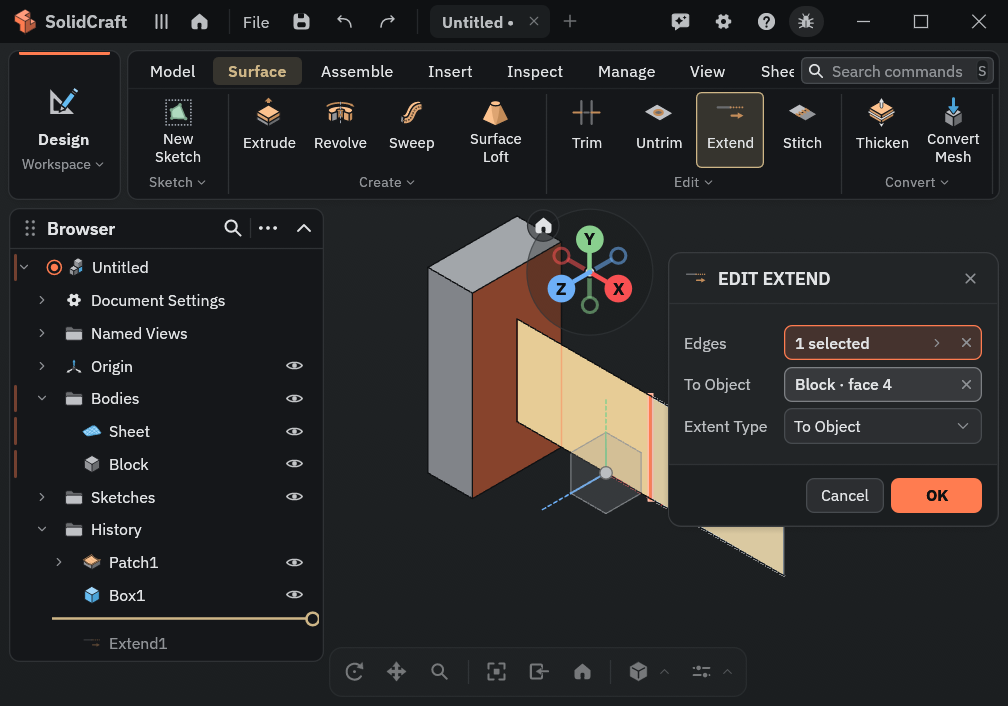 SolidCraft
File
Untitled •
Model
Surface
Assemble
Insert
Inspect
Manage
View
Shee
Search commands
S
Design
Workspace
New
Sketch
Extrude
Revolve
Sweep
Surface
Loft
Trim
Untrim
Extend
Stitch
Thicken
Convert
Mesh
Sketch
Create
Edit
Convert
Browser
Untitled
Document Settings
Named Views
Origin
Bodies
Sheet
Block
Sketches
History
Patch1
Box1
Extend1
Y
Z
X
EDIT EXTEND
Edges
1 selected
To Object
Block · face 4
Extent Type
To Object
Cancel
OK